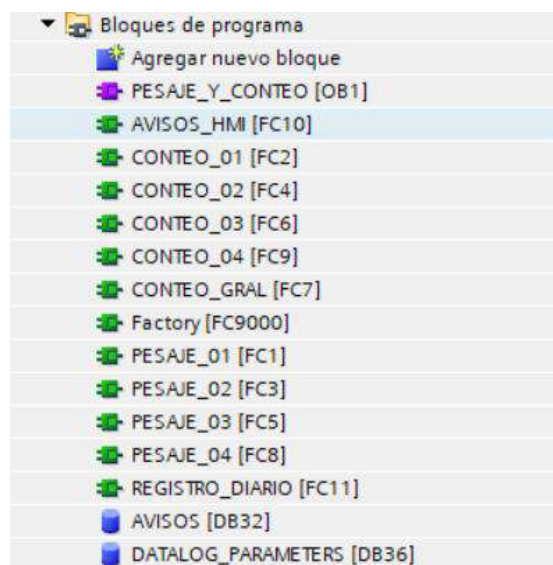 Bloques de programa
Agregar nuevo bloque
PESAJE_Y_CONTEO [OB1]
AVISOS_HMI [FC10]
CONTEO_01 [FC2]
CONTEO_02 [FC4]
CONTEO_03 [FC6]
CONTEO_04 [FC9]
CONTEO_GRAL [FC7]
Factory [FC9000]
PESAJE_01 [FC1]
PESAJE_02 [FC3]
PESAJE_03 [FC5]
PESAJE_04 [FC8]
REGISTRO_DIARIO [FC11]
AVISOS [DB32]
DATALOG_PARAMETERS [DB36]